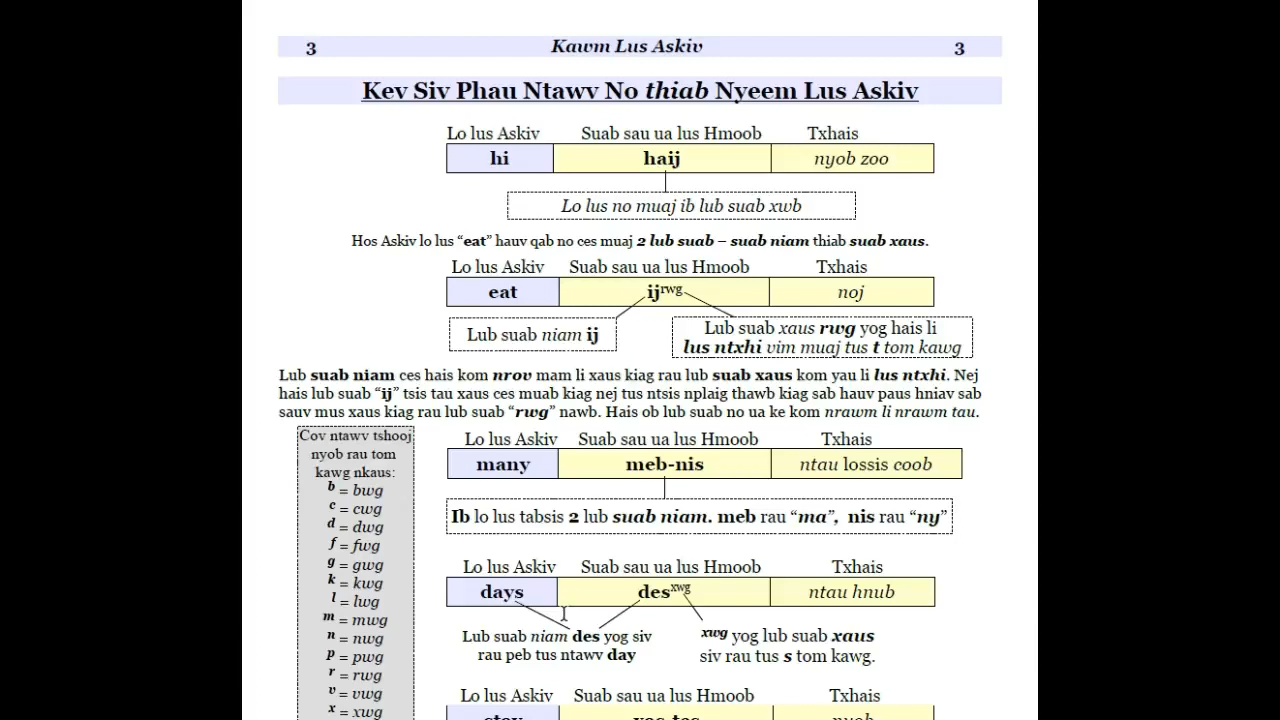 3 Kawm Lus Askiv 3
Kev Siv Phau Ntawv No thiab Nyeem Lus Askiv
Lo lus Askiv Suab sau ua lus Hmoob Txhais
hi haij nyob zoo
Lo lus no muaj ib lub suab xwb
Hos Askiv lo lus “eat” hauv qab no ces muaj 2 lub suab – suab niam thiab suab xaus.
Lo lus Askiv Suab sau ua lus Hmoob Txhais
eat ijrwg noj
Lub suab niam ij
Lub suab xaus rwg yog hais li
lus ntxhi vim muaj tus t tom kawg
Lub suab niam ces hais kom nrov mam li xaus kiag rau lub suab xaus kom yau li lus ntxhi. Nej
hais lub suab “ij” tsis tau xaus ces muab kiag nej tus ntsis nplaig thawb kiag sab hauv paus hniav sab
sauv mus xaus kiag rau lub suab “rwg” nawb. Hais ob lub suab no ua ke kom nrawm li nrawm tau.
Cov ntawv tshooj
nyob rau tom
kawg nkaus:
b = bwg
c = cwg
d = dwg
f = fwg
g = gwg
k = kwg
l = lwg
m = mwg
n = nwg
p = pwg
r = rwg
v = vwg
x = xwg
Lo lus Askiv Suab sau ua lus Hmoob Txhais
many meb-nis ntau lossis coob
Ib lo lus tabsis 2 lub suab niam. meb rau “ma”, nis rau “ny”
Lo lus Askiv Suab sau ua lus Hmoob Txhais
days desxwg ntau hnub
Lub suab niam des yog siv
rau peb tus ntawv day
xwg yog lub suab xaus
siv rau tus s tom kawg.
Lo lus Askiv Suab sau ua lus Hmoob Txhais